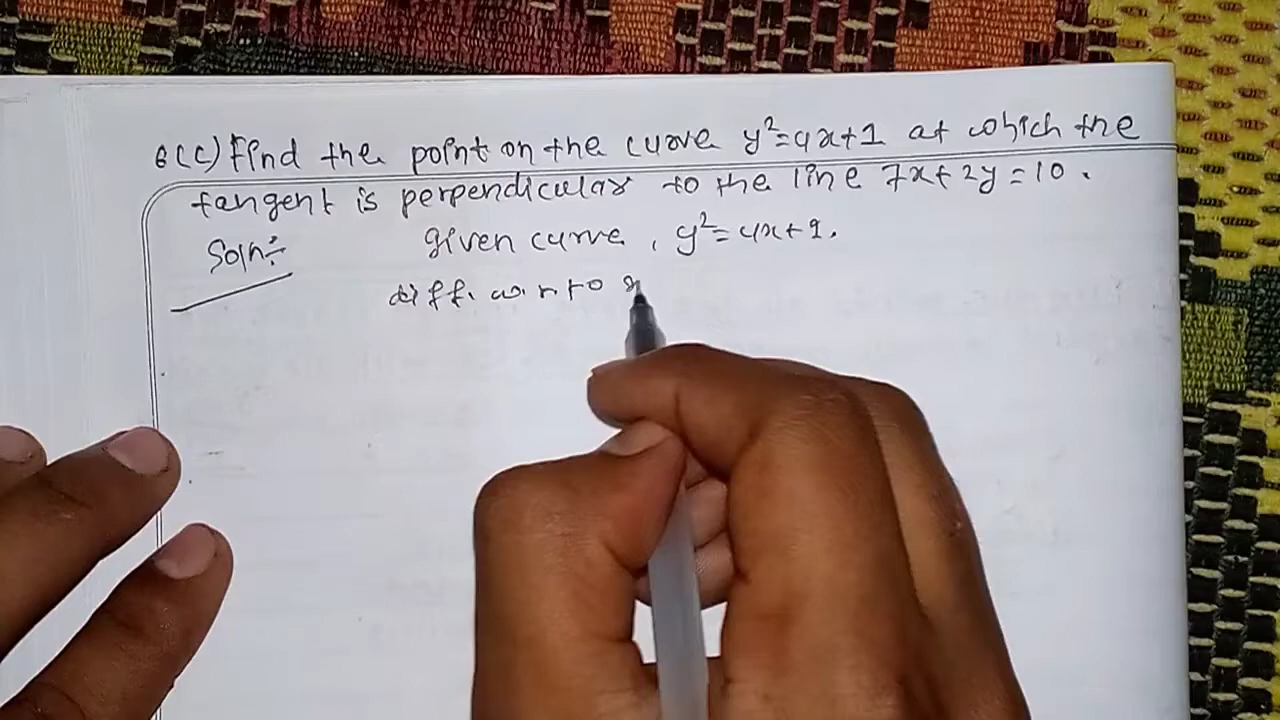 6(c) Find the point on the curve y²=4x+1 at which the
tangent is perpendicular to the line 7x+2y=10.
Soln:-
given curve, y²=4x+1.
diff. w.r.to x